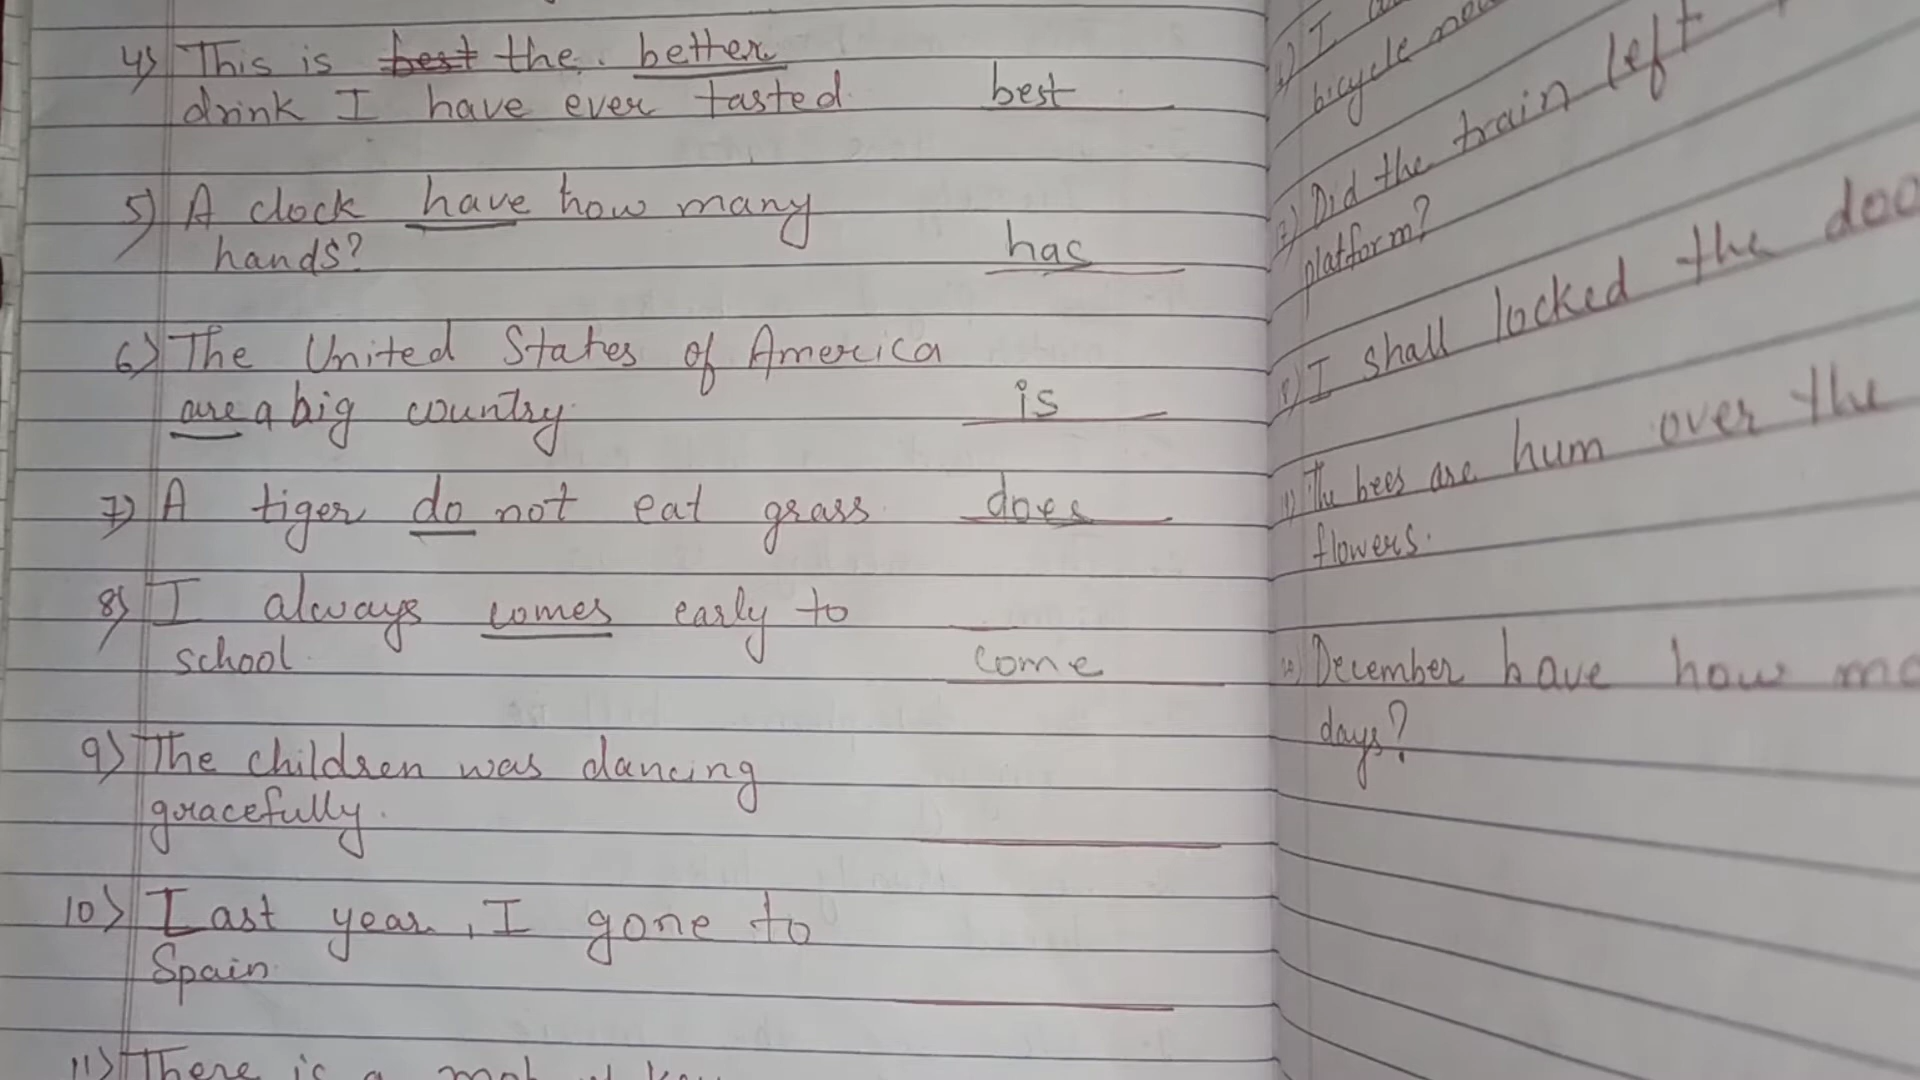 4) This is best the better
drink I have ever tasted best
5) A clock have how many
hands? has
6) The United States of America
are a big country. is
7) A tiger do not eat grass does
8) I always comes early to
school. come
9) The children was dancing
gracefully.
10) Last year, I gone to
Spain.
11) There is a
I
bicycle
7) Did the train left
platform?
8) I shall locked the
The bees are hum over the
flowers.
December have how
days?